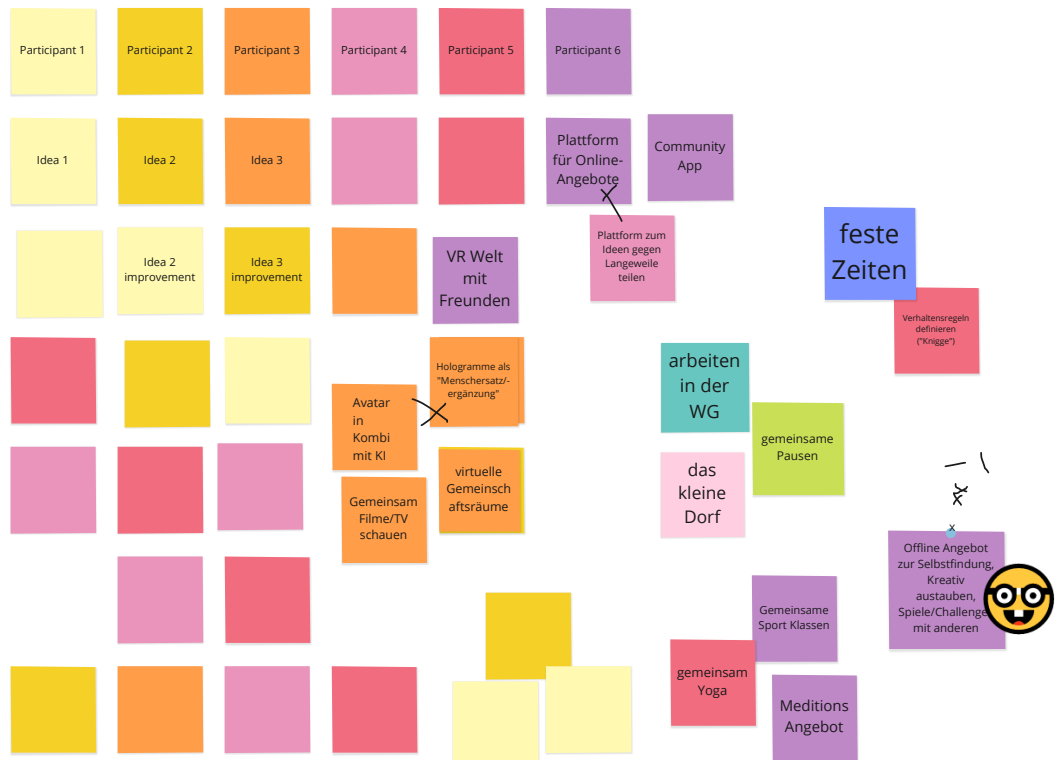 Participant 1
Participant 2
Participant 3
Participant 4
Participant 5
Participant 6
Idea 1
Idea 2
Idea 3
Plattform
für Online-
Angebote
Community
App
Idea 2
improvement
Idea 3
improvement
VR Welt
mit
Freunden
Plattform zum
Ideen gegen
Langeweile
teilen
feste
Zeiten
Verhaltensregeln
definieren
("Knigge")
Hologramme als
"Menschersatz/-
ergänzung"
Avatar
in
Kombi
mit KI
arbeiten
in der
WG
gemeinsame
Pausen
virtuelle
Gemeinsch
aftsräume
Gemeinsam
Filme/TV
schauen
das
kleine
Dorf
x
Offline Angebot
zur Selbstfindung,
Kreativ
austauben,
Spiele/Challenge
mit anderen
Gemeinsame
Sport Klassen
gemeinsam
Yoga
Meditions
Angebot